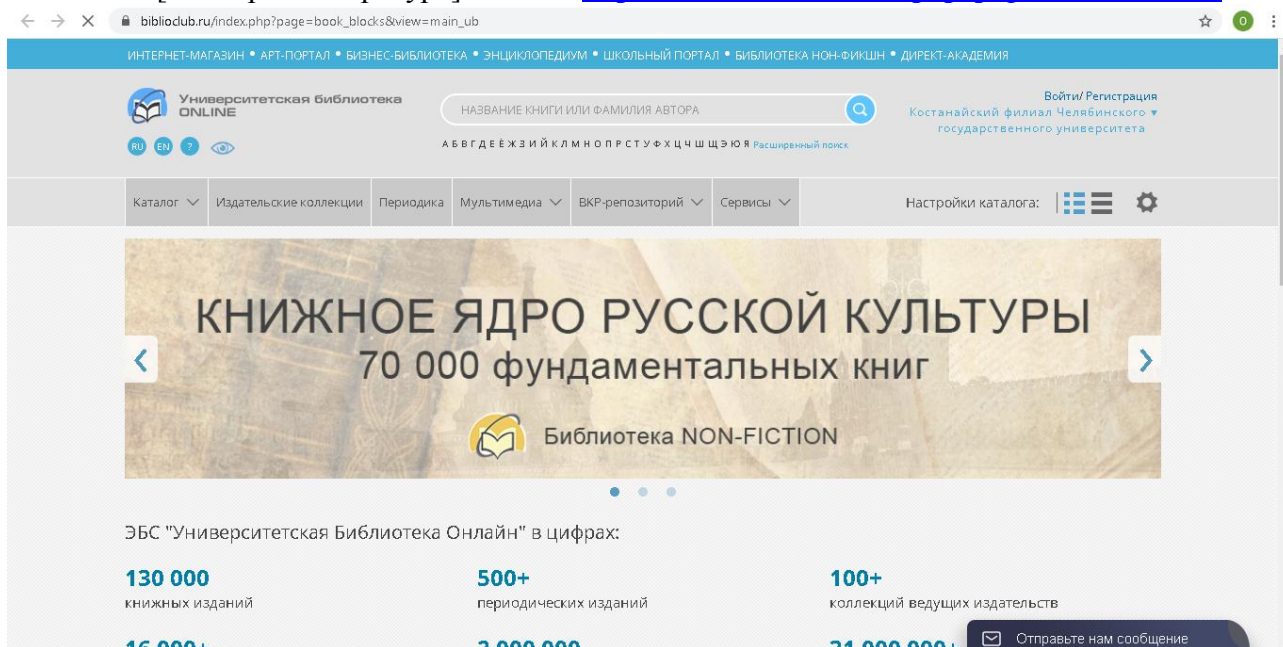 biblioclub.ru/index.php?page=book_blocks&view=main_ub
О
ИНТЕРНЕТ-МАГАЗИН • АРТ-ПОРТАЛ • БИЗНЕС-БИБЛИОТЕКА • ЭНЦИКЛОПЕДИУМ • ШКОЛЬНЫЙ ПОРТАЛ • БИБЛИОТЕКА НОН-ФИКШН • ДИРЕКТ-АКАДЕМИЯ
Университетская библиотека
ONLINE
НАЗВАНИЕ КНИГИ ИЛИ ФАМИЛИЯ АВТОРА
Войти/Регистрация
Костанайский филиал Челябинского
государственного университета
RU EN ?
А Б В Г Д Е Ё Ж З И Й К Л М Н О П Р С Т У Ф Х Ц Ч Ш Щ Э Ю Я Расширенный поиск
Каталог Издательские коллекции Периодика Мультимедиа ВКР-репозиторий Сервисы Настройки каталога:
КНИЖНОЕ ЯДРО РУССКОЙ КУЛЬТУРЫ
70 000 фундаментальных книг
Библиотека NON-FICTION
ЭБС "Университетская Библиотека Онлайн" в цифрах:
130 000 500+ 100+
книжных изданий периодических изданий коллекций ведущих издательств
Отправьте нам сообщение